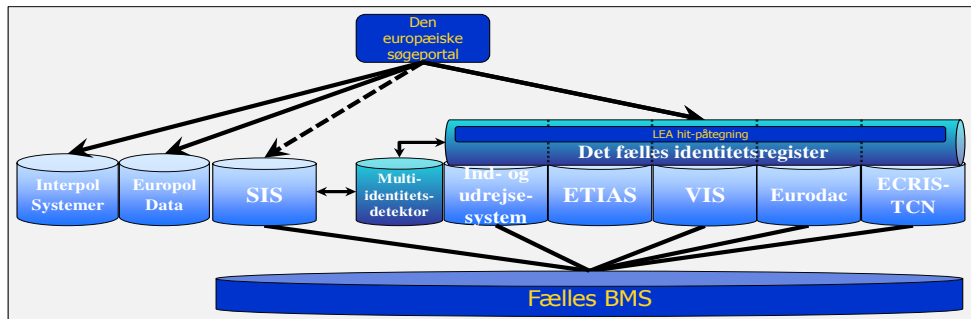 Den
europæiske
søgeportal
LEA hit-påtegning
Det fælles identitetsregister
Interpol
Systemer
Europol
Data
SIS
Multi-
identitets-
detektor
Ind- og
udrejse-
system
ETIAS
VIS
Eurodac
ECRIS-
TCN
Fælles BMS